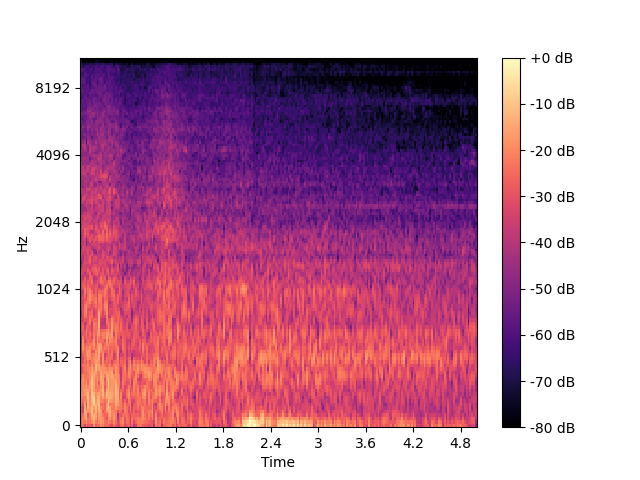 +0 dB
8192
-10 dB
4096
-20 dB
-30 dB
2048
Hz
-40 dB
1024
-50 dB
512
-60 dB
-70 dB
0
-80 dB
0 0.6 1.2 1.8 2.4 3 3.6 4.2 4.8
Time